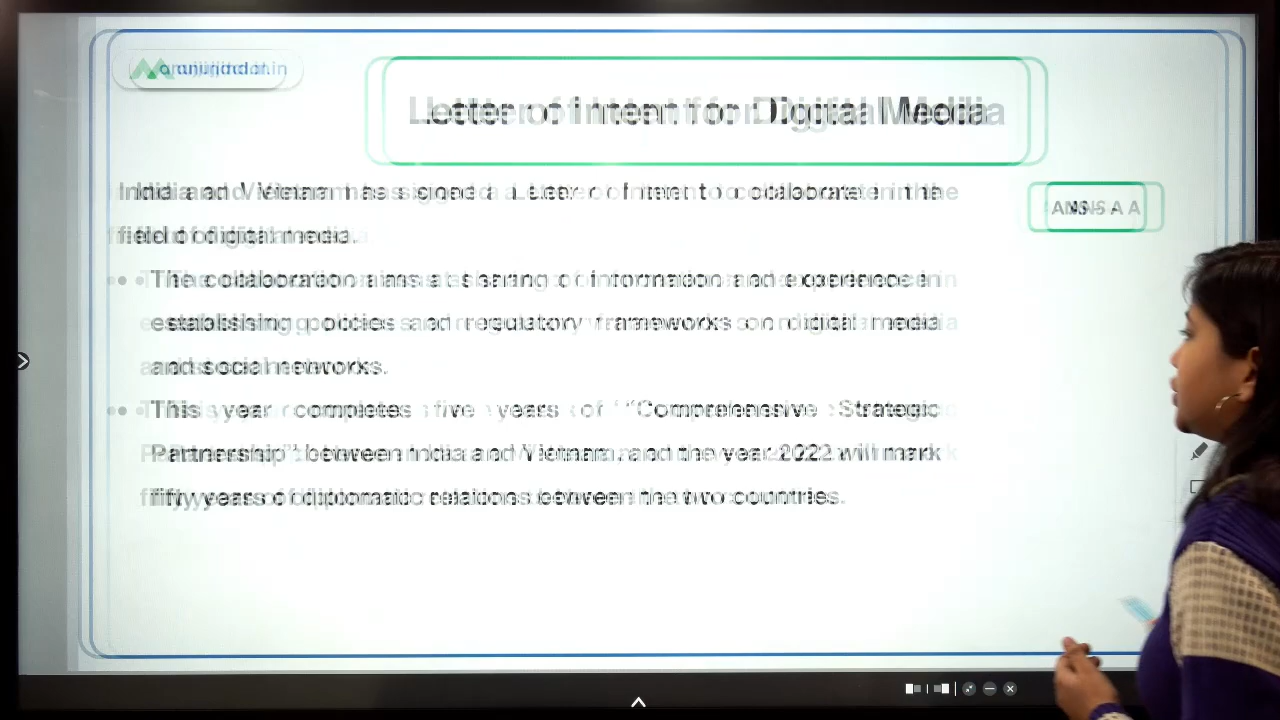 anujjindal.in
Letter of Intent for Digital Media
India and Vietnam has signed a Letter of Intent to collaborate in the
field of digital media.
ANS - A
• The collaboration aims at sharing of information and experience in
establishing policies and regulatory frameworks on digital media
and social networks.
• This year completes five years of "Comprehensive Strategic
Partnership" between India and Vietnam, and the year 2022 will mark
fifty years of diplomatic relations between the two countries.